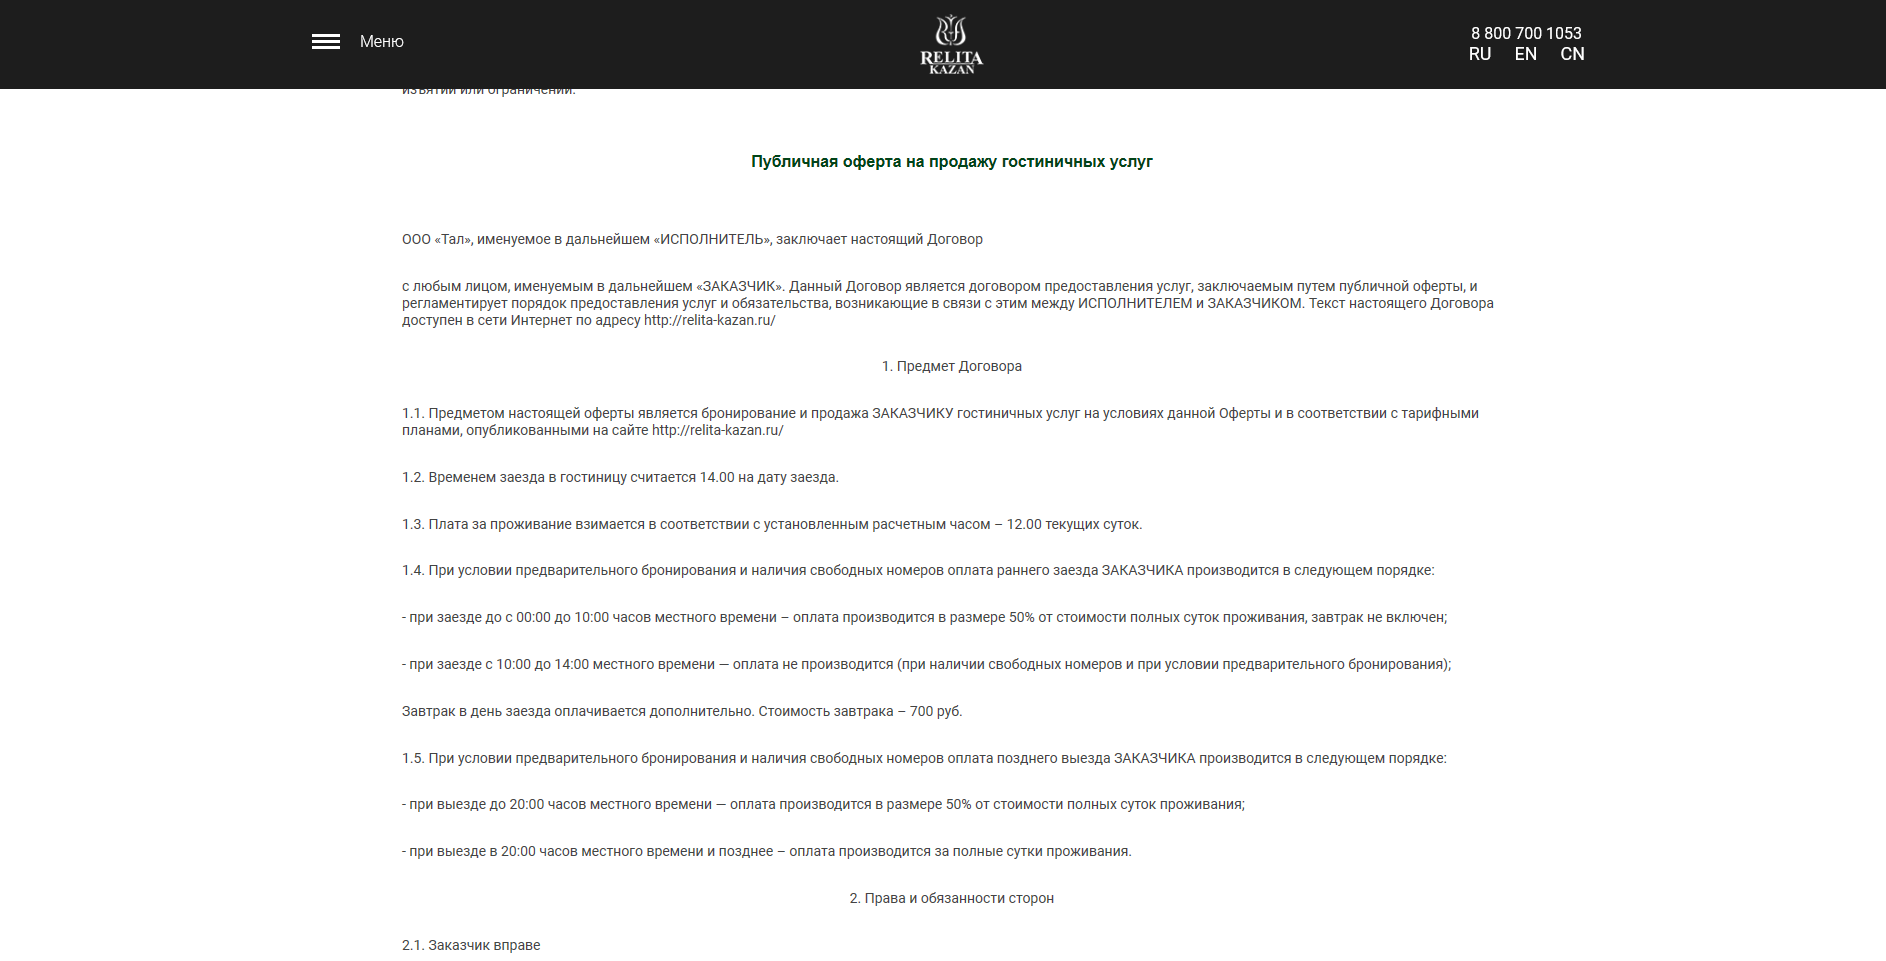 Меню
RELITA
KAZAN
8 800 700 1053
RU EN CN
изъятий или ограничений.
Публичная оферта на продажу гостиничных услуг
ООО «Тал», именуемое в дальнейшем «ИСПОЛНИТЕЛЬ», заключает настоящий Договор
с любым лицом, именуемым в дальнейшем «ЗАКАЗЧИК». Данный Договор является договором предоставления услуг, заключаемым путем публичной оферты, и
регламентирует порядок предоставления услуг и обязательства, возникающие в связи с этим между ИСПОЛНИТЕЛЕМ и ЗАКАЗЧИКОМ. Текст настоящего Договора
доступен в сети Интернет по адресу http://relita-kazan.ru/
1. Предмет Договора
1.1. Предметом настоящей оферты является бронирование и продажа ЗАКАЗЧИКУ гостиничных услуг на условиях данной Оферты и в соответствии с тарифными
планами, опубликованными на сайте http://relita-kazan.ru/
1.2. Временем заезда в гостиницу считается 14.00 на дату заезда.
1.3. Плата за проживание взимается в соответствии с установленным расчетным часом – 12.00 текущих суток.
1.4. При условии предварительного бронирования и наличия свободных номеров оплата раннего заезда ЗАКАЗЧИКА производится в следующем порядке:
- при заезде до с 00:00 до 10:00 часов местного времени – оплата производится в размере 50% от стоимости полных суток проживания, завтрак не включен;
- при заезде с 10:00 до 14:00 местного времени — оплата не производится (при наличии свободных номеров и при условии предварительного бронирования);
Завтрак в день заезда оплачивается дополнительно. Стоимость завтрака – 700 руб.
1.5. При условии предварительного бронирования и наличия свободных номеров оплата позднего выезда ЗАКАЗЧИКА производится в следующем порядке:
- при выезде до 20:00 часов местного времени — оплата производится в размере 50% от стоимости полных суток проживания;
- при выезде в 20:00 часов местного времени и позднее – оплата производится за полные сутки проживания.
2. Права и обязанности сторон
2.1. Заказчик вправе